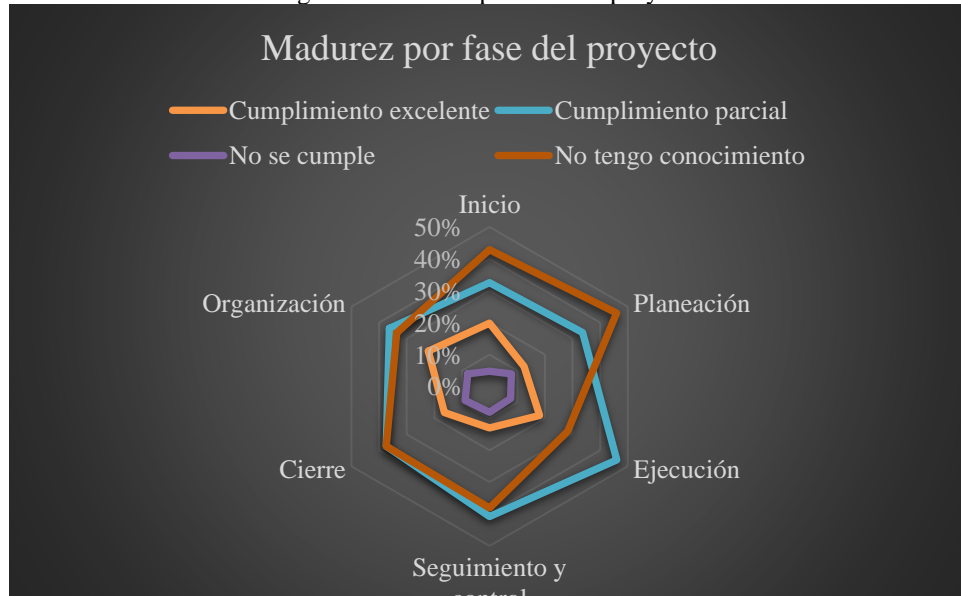 Madurez por fase del proyecto
Cumplimiento excelente Cumplimiento parcial
No se cumple No tengo conocimiento
Inicio
50%
40%
30%
20%
10%
0%
Organización
Planeación
Cierre
Ejecución
Seguimiento y
control